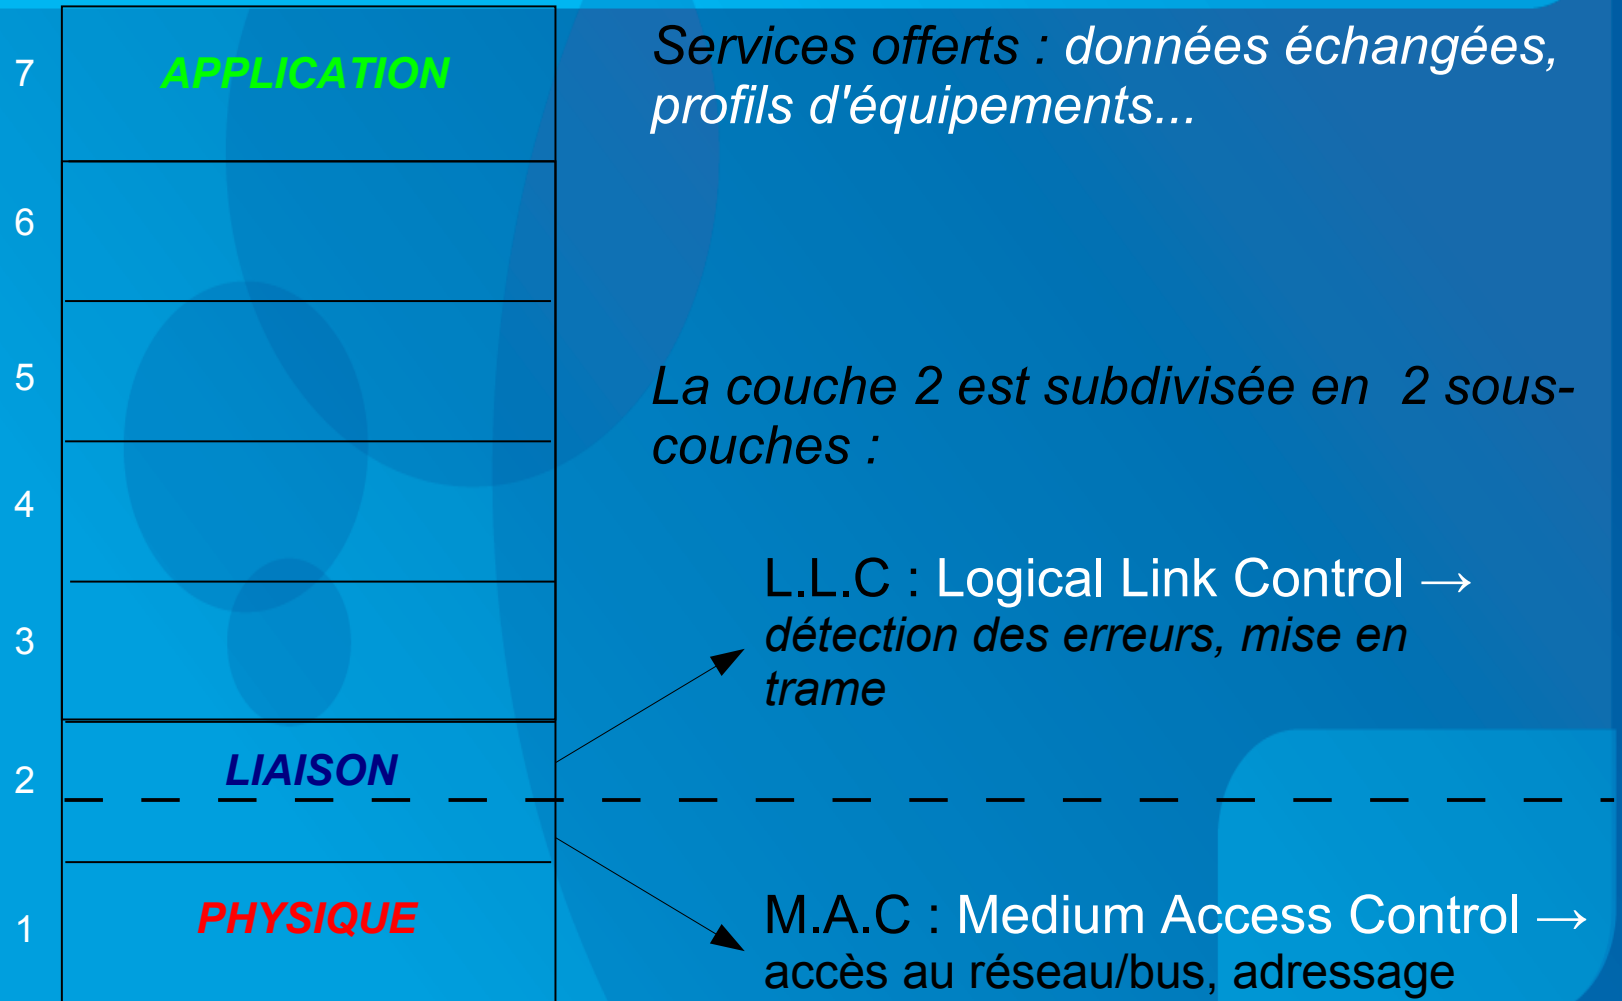 7
APPLICATION
Services offerts : données échangées,
profils d'équipements...
6
5
La couche 2 est subdivisée en 2 sous-
couches :
4
L.L.C : Logical Link Control →
détection des erreurs, mise en
trame
3
2
LIAISON
1
PHYSIQUE
M.A.C : Medium Access Control →
accès au réseau/bus, adressage